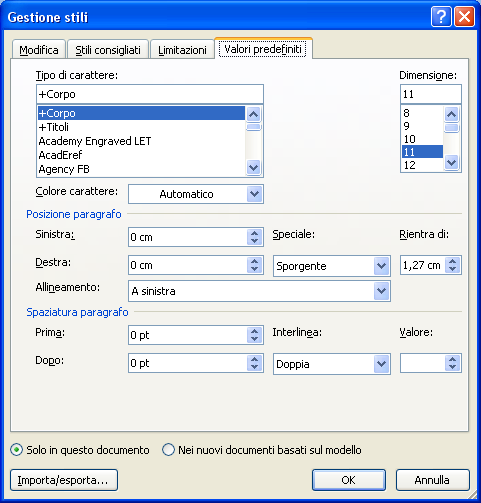 Gestione stili
Modifica Stili consigliati Limitazioni Valori predefiniti
Tipo di carattere: Dimensione:
+Corpo 11
+Corpo 8
+Titoli 9
Academy Engraved LET 10
AcadEref 11
Agency FB 12
Colore carattere: Automatico
Posizione paragrafo
Sinistra: 0 cm Speciale: Rientra di:
Destra: 0 cm Sporgente 1,27 cm
Allineamento: A sinistra
Spaziatura paragrafo
Prima: 0 pt Interlinea: Valore:
Dopo: 0 pt Doppia
Solo in questo documento Nei nuovi documenti basati sul modello
Importa/esporta... OK Annulla